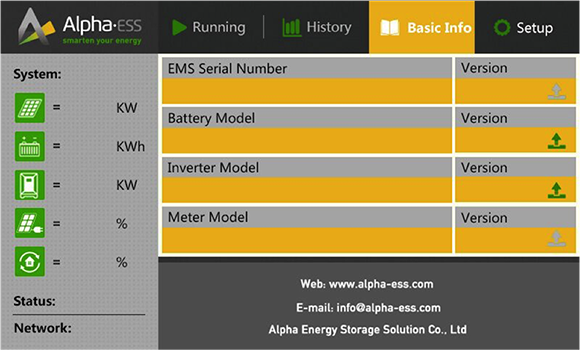 Alpha·ESS
smarten your energy
Running
History
Basic Info
Setup
System:
= KW
= KWh
= KW
= %
= %
Status:
Network:
EMS Serial Number
Version
Battery Model
Version
Inverter Model
Version
Meter Model
Version
Web: www.alpha-ess.com
E-mail: info@alpha-ess.com
Alpha Energy Storage Solution Co., Ltd